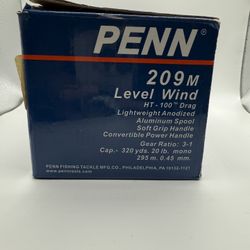 PENN®
209M
Level Wind
HT-100™ Drag
Lightweight Anodized
Aluminum Spool
Soft Grip Handle
Convertible Power Handle
Gear Ratio: 3-1
Cap.- 320 yds. 20 lb. mono
295 m. 0.45 mm.
PENN FISHING TACKLE MFG CO., PHILADELPHIA, PA 19132-1121
www.pennreels.com